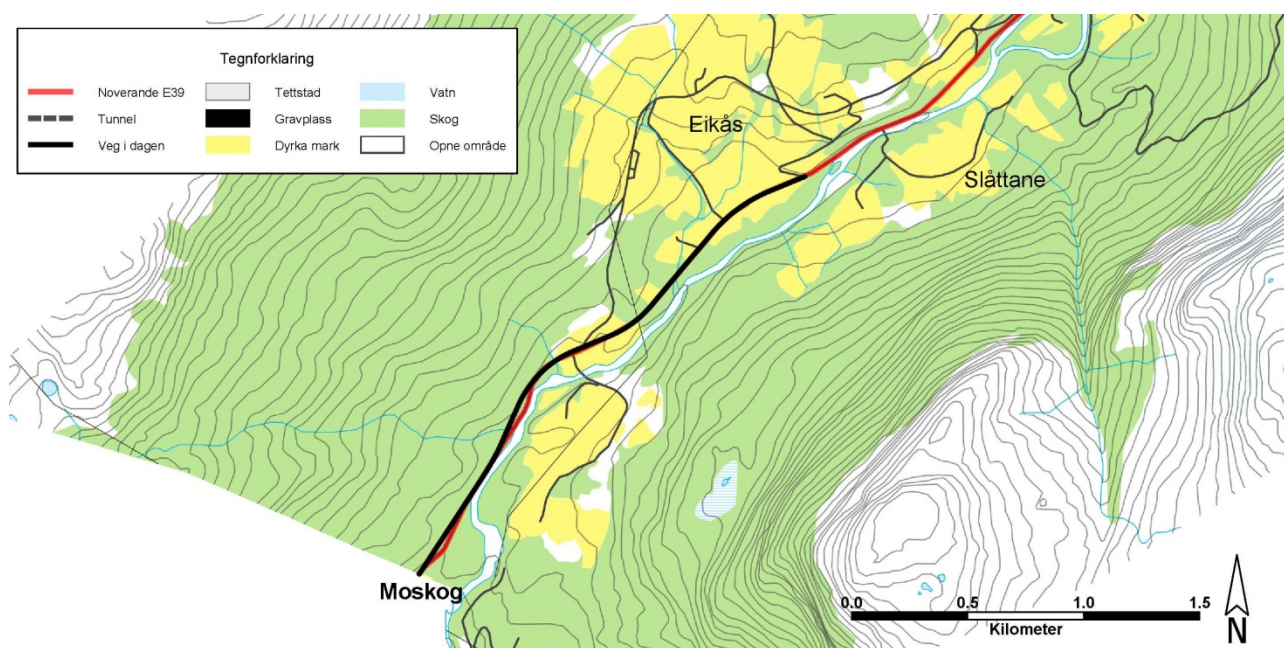 Tegnforklaring
Noverande E39
Tettstad
Vatn
Tunnel
Gravplass
Skog
Veg i dagen
Dyrka mark
Opne område
Eikås
Slåttane
Moskog
0.0 0.5 1.0 1.5
Kilometer
N